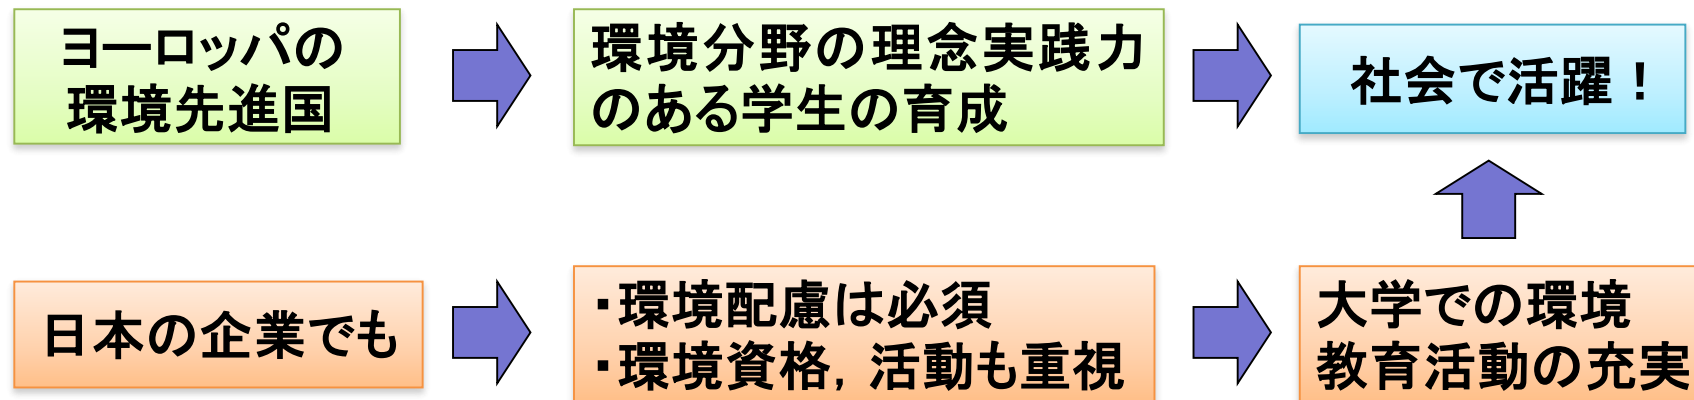 ヨーロッパの
環境先進国
環境分野の理念実践力
のある学生の育成
社会で活躍！
日本の企業でも
・環境配慮は必須
・環境資格，活動も重視
大学での環境
教育活動の充実